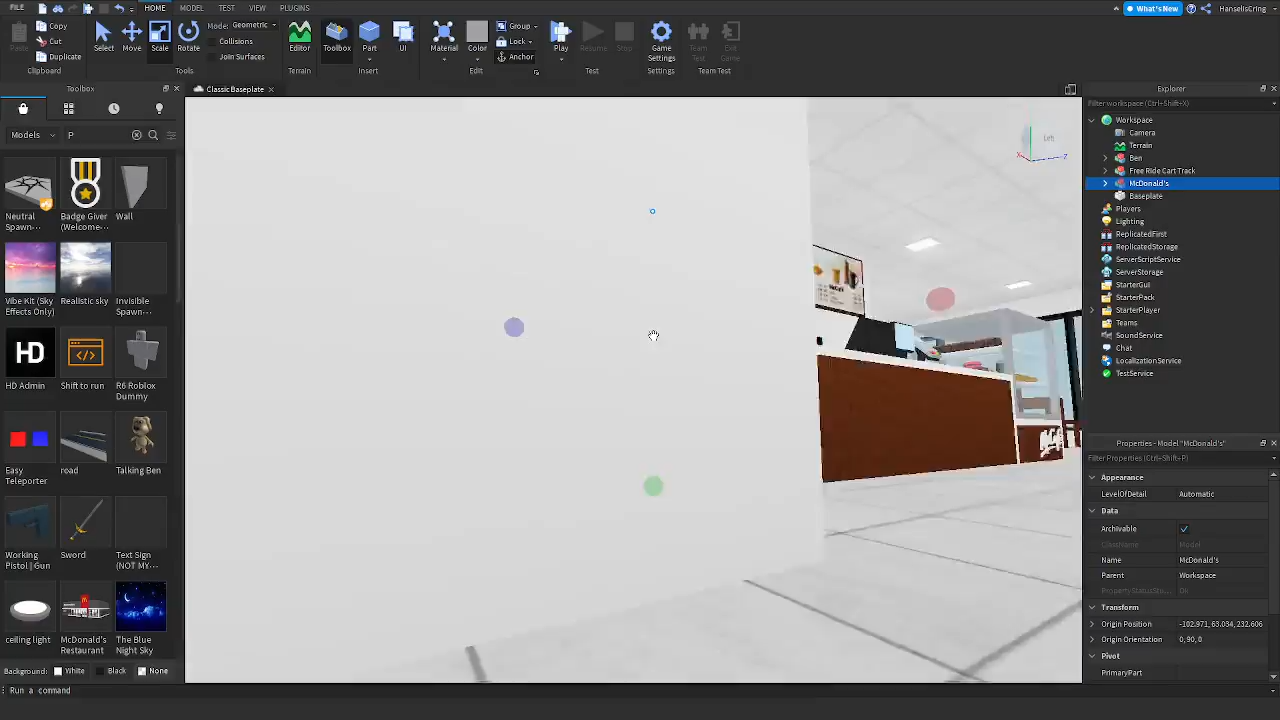 FILE HOME MODEL TEST VIEW PLUGINS What's New HanselisCring
Paste Copy Cut Duplicate Select Move Scale Rotate Mode: Geometric Collisions Join Surfaces Editor Toolbox Part UI Material Color Group Lock Anchor Play Resume Stop Game Settings Team Test Exit Game
Clipboard Tools Terrain Insert Edit Test Settings Team Test
Toolbox
ClassicBaseplate
Explorer
Filter workspace (Ctrl+Shift+X)
Models P
Neutral Spawn...
Badge Giver (Welcome...
Wall
Vibe Kit (Sky Effects Only)
Realistic sky
Invisible Spawn...
HD
HD Admin
Shift to run
R6 Roblox Dummy
Easy Teleporter
road
Talking Ben
Working Pistol | Gun
Sword
Text Sign (NOT MY...
ceiling light
McDonald's Restaurant
The Blue Night Sky
Background: White Black None
Run a command
Left
X
Z
Workspace
Camera
Terrain
Ben
Free Ride Cart Track
McDonald's
Baseplate
Players
Lighting
ReplicatedFirst
ReplicatedStorage
ServerScriptService
ServerStorage
StarterGui
StarterPack
StarterPlayer
Teams
SoundService
Chat
LocalizationService
TestService
Properties - Model "McDonald's"
Filter Properties (Ctrl+Shift+P)
Appearance
LevelOfDetail Automatic
Data
Archivable
ClassName Model
Name McDonald's
Parent Workspace
PropertyStatusStu... Ok
Transform
Origin Position -102.971,63.034,232.606
Origin Orientation 0,90,0
Pivot
PrimaryPart